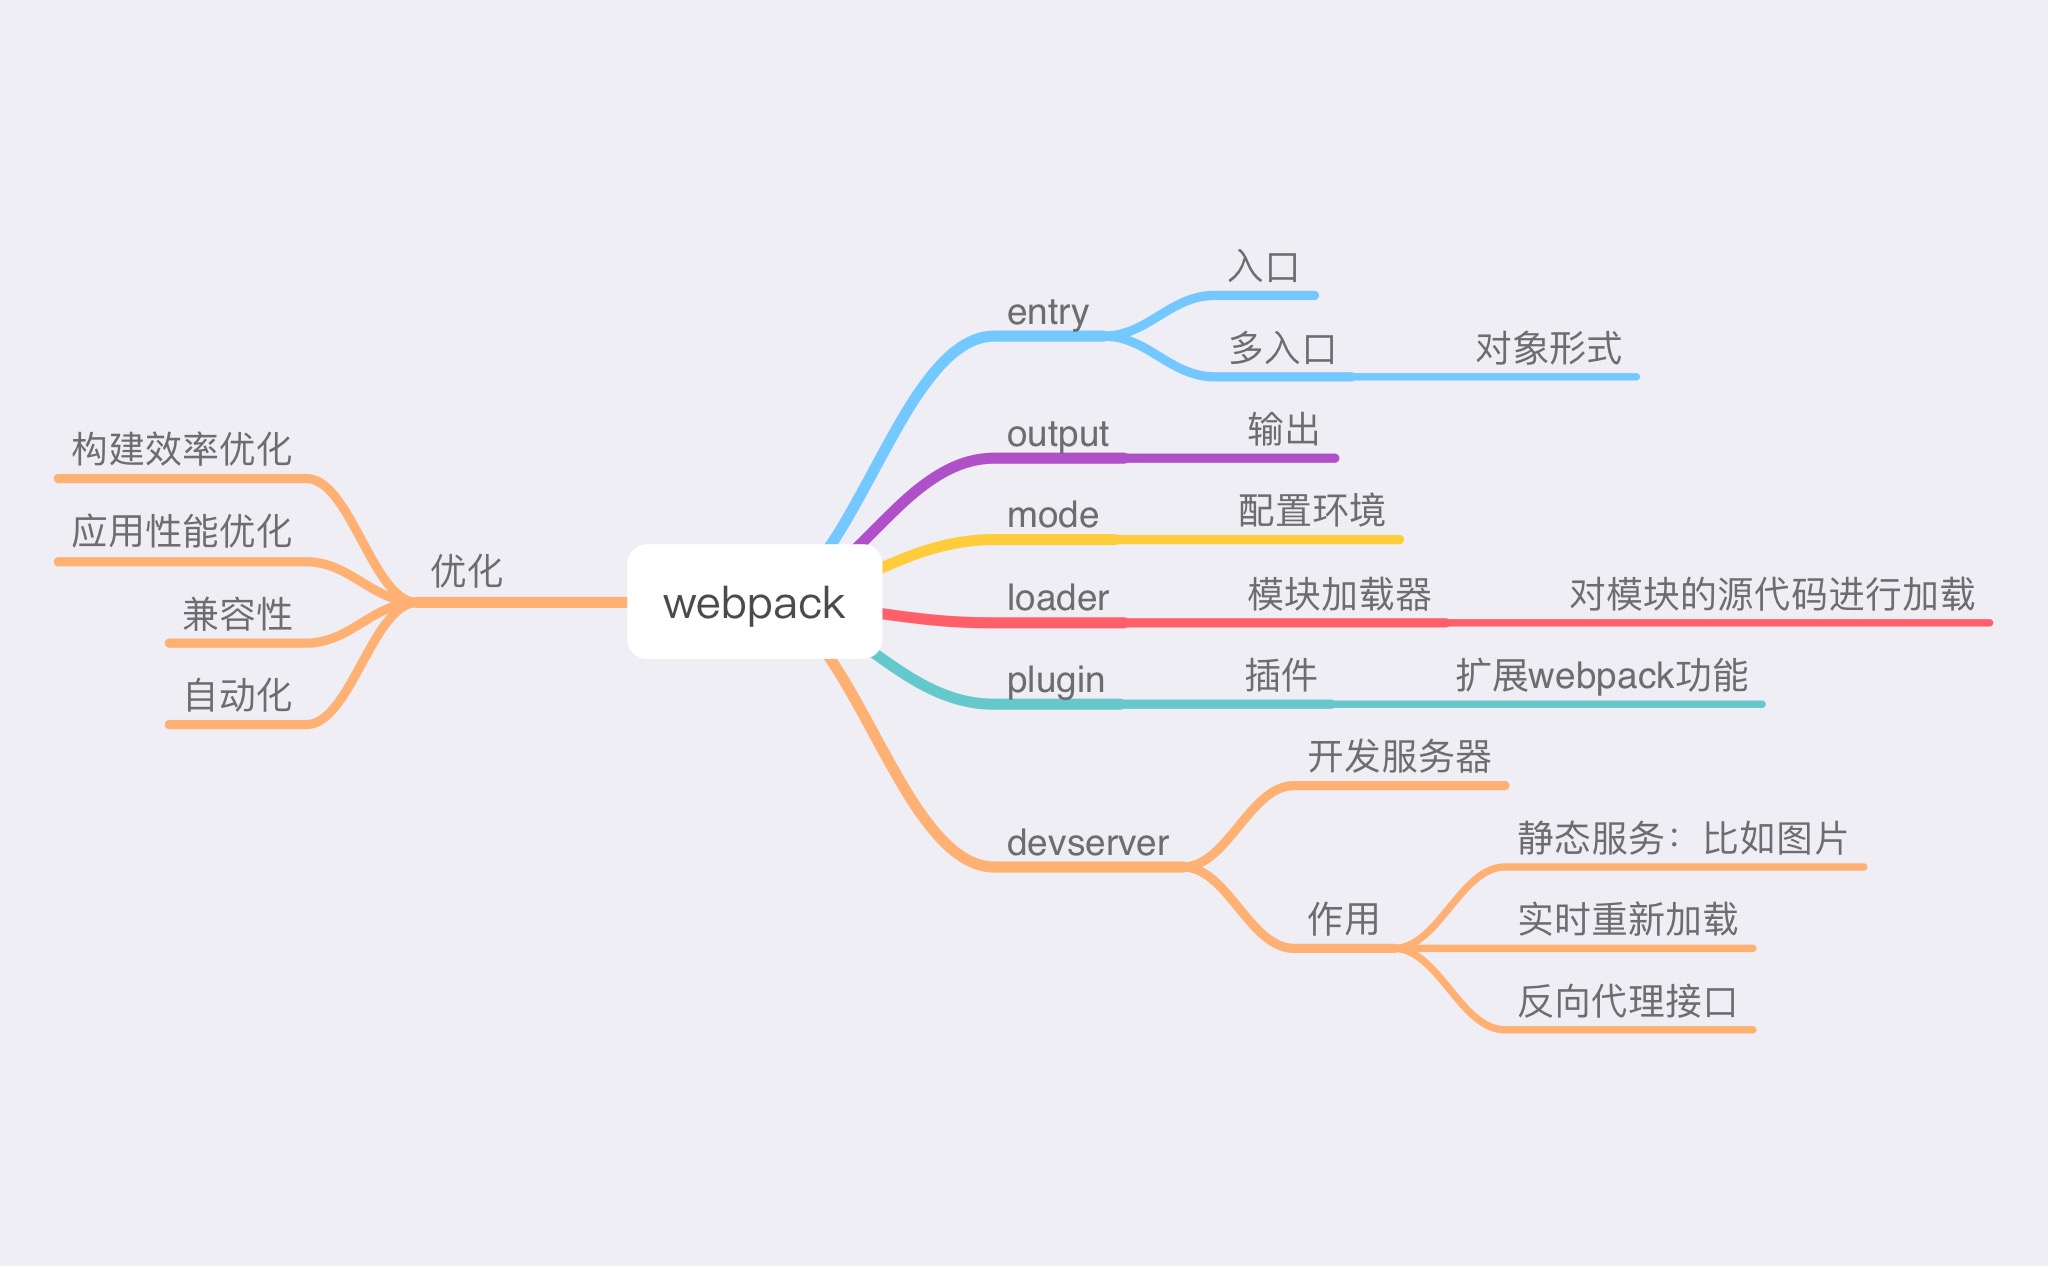 webpack
entry
入口
多入口
对象形式
output
输出
mode
配置环境
loader
模块加载器
对模块的源代码进行加载
plugin
插件
扩展webpack功能
devserver
开发服务器
作用
静态服务：比如图片
实时重新加载
反向代理接口
优化
构建效率优化
应用性能优化
兼容性
自动化